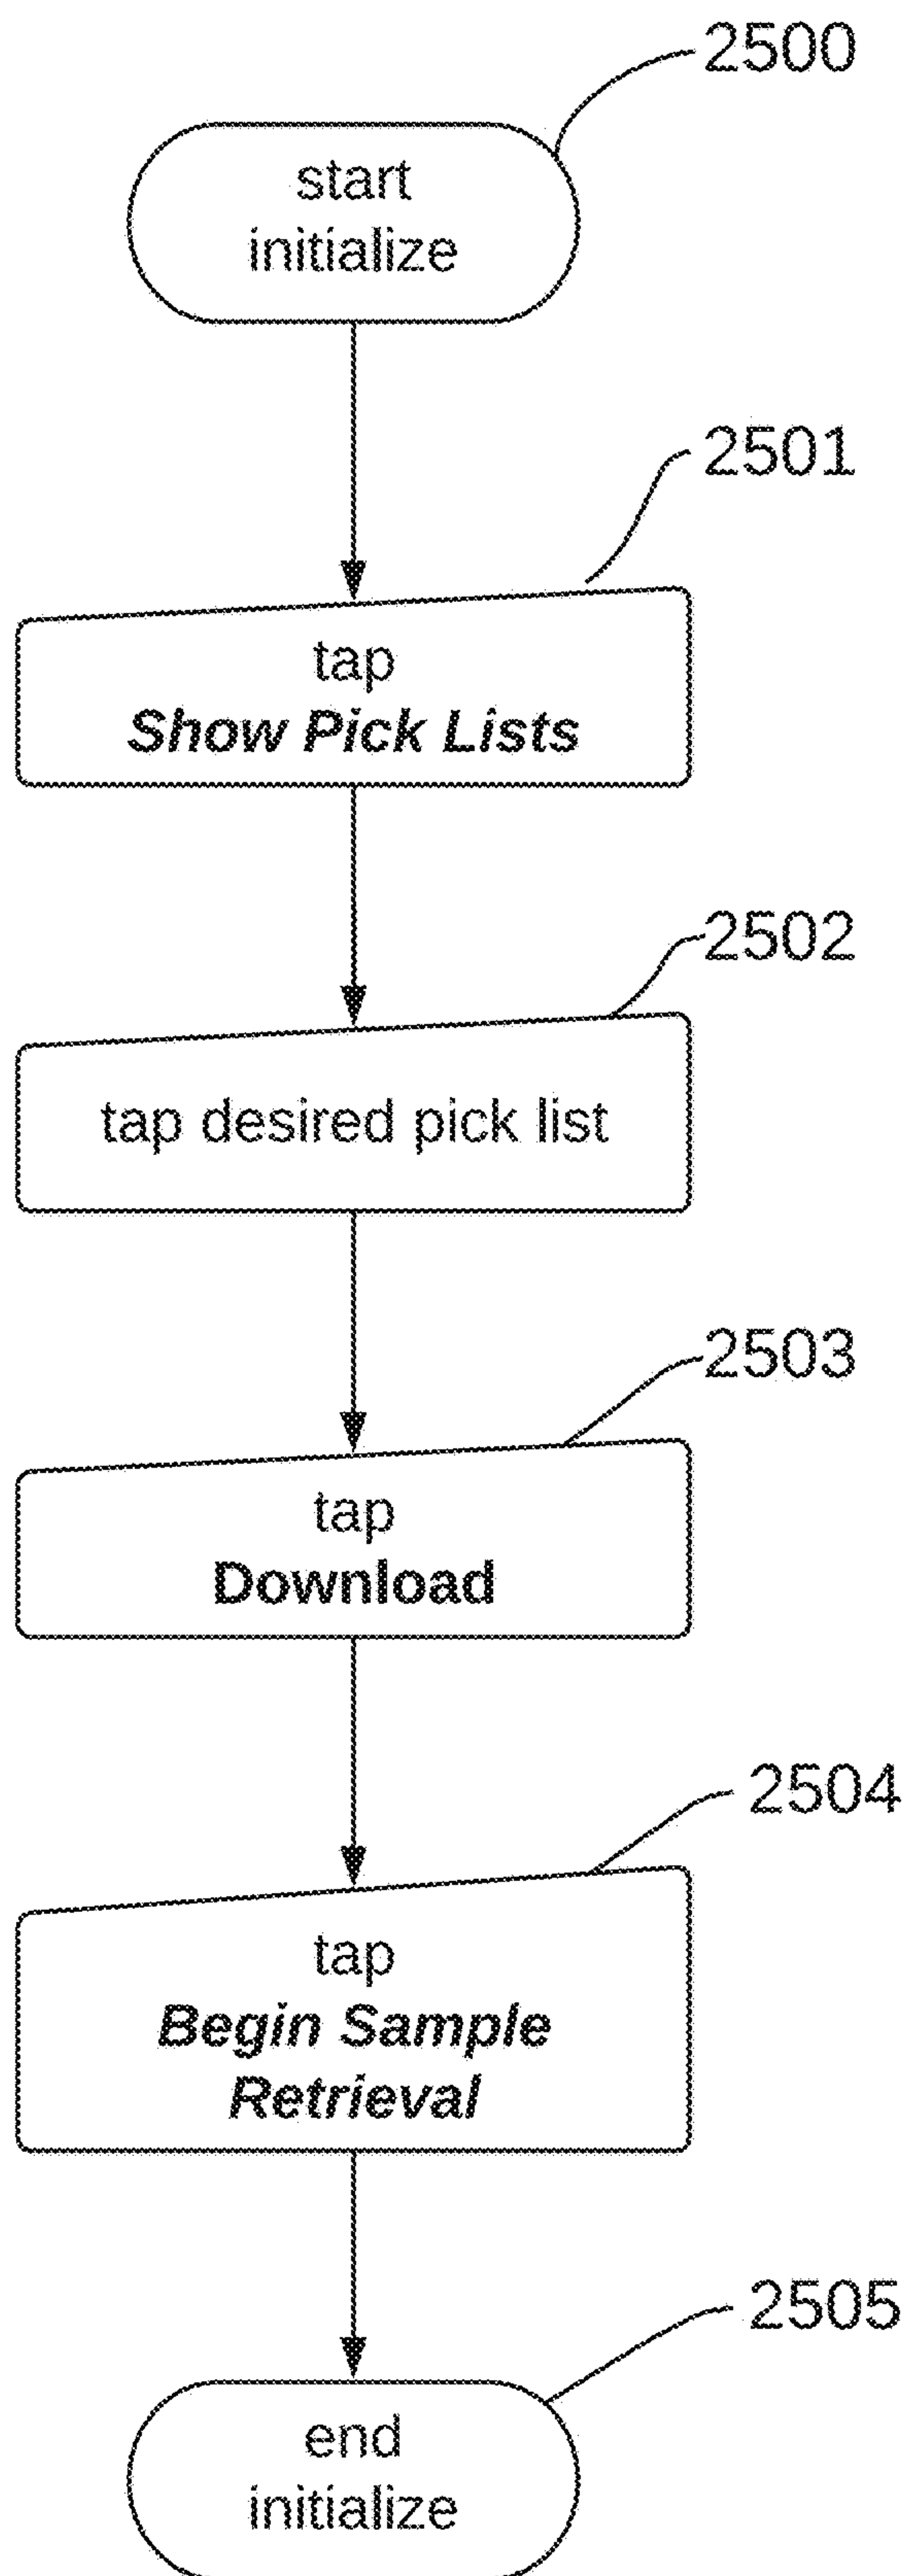 2500
start
initialize
2501
tap
Show Pick Lists
2502
tap desired pick list
2503
tap
Download
2504
tap
Begin Sample
Retrieval
2505
end
initialize